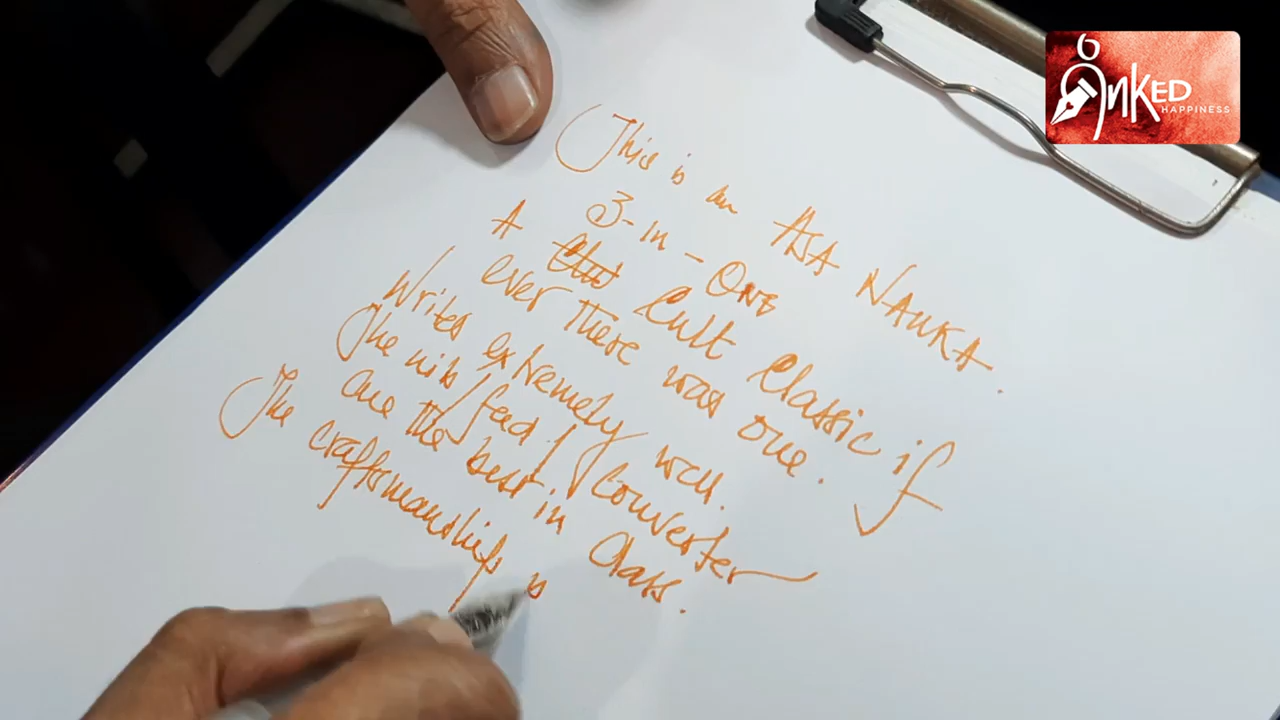 This is an ASA NAUKA.
3-in-ONE
A Cult Classic if
ever there was one.
Writes extremely well.
The nib/feed/converter
are the best in Class.
The craftsmanship is
INKED
HAPPINESS